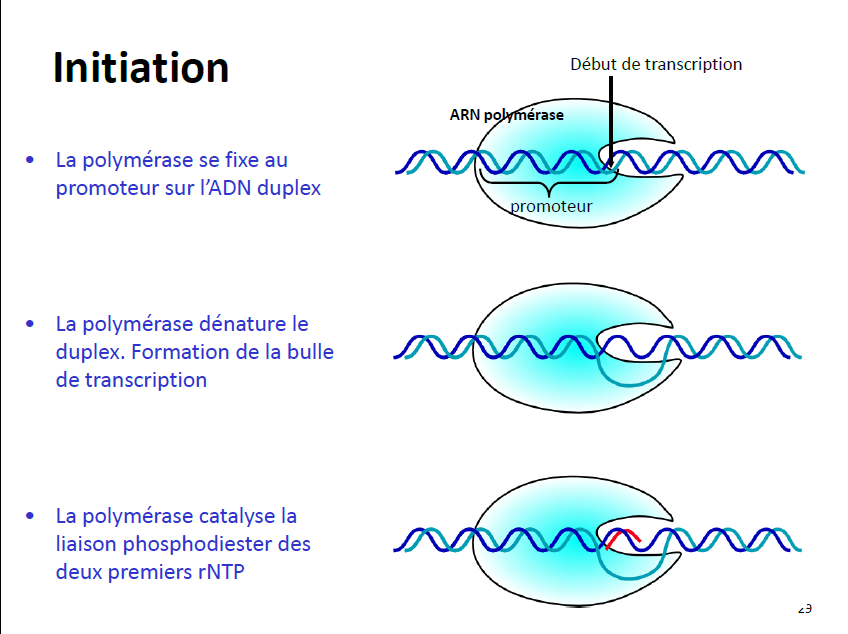 Initiation
Début de transcription
ARN polymérase
• La polymérase se fixe au
promoteur sur l’ADN duplex
promoteur
• La polymérase dénature le
duplex. Formation de la bulle
de transcription
• La polymérase catalyse la
liaison phosphodiester des
deux premiers rNTP
29